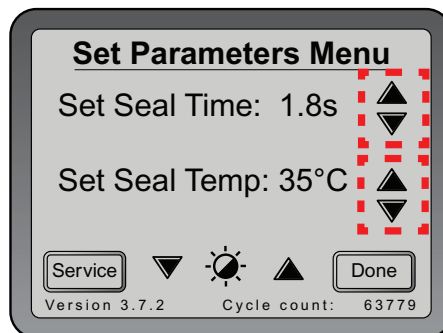 Set Parameters Menu
Set Seal Time: 1.8s
Set Seal Temp: 35°C
Service Done
Version 3.7.2 Cycle count: 63779